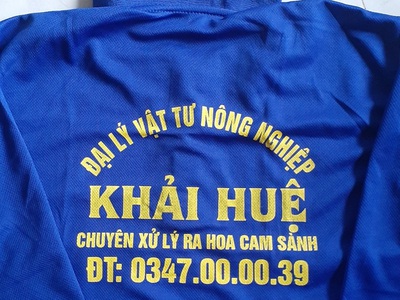 ĐẠI LÝ VẬT TƯ NÔNG NGHIỆP
KHẢI HUỆ
CHUYÊN XỬ LÝ RA HOA CAM SÀNH
ĐT: 0347.00.00.39